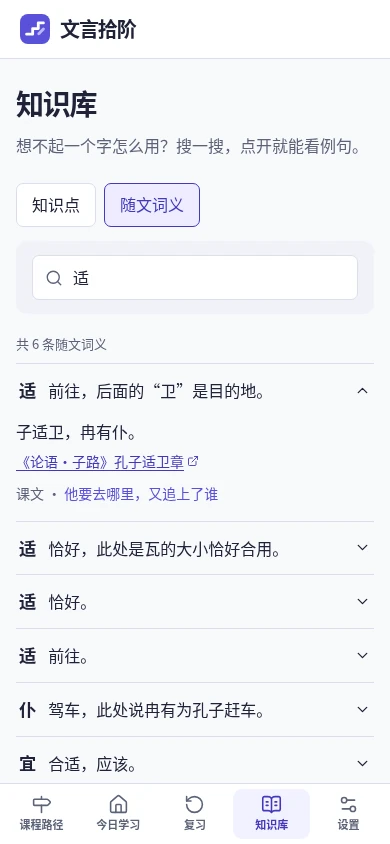 文言拾阶
知识库
想不起一个字怎么用？搜一搜，点开就能看例句。
知识点
随文词义
适
共 6 条随文词义
适 前往，后面的“卫”是目的地。
子适卫，冉有仆。
《论语·子路》孔子适卫章
课文 · 他要去哪里，又追上了谁
适 恰好，此处是瓦的大小恰好合用。
适 恰好。
适 前往。
仆 驾车，此处说冉有为孔子赶车。
宜 合适，应该。
课程路径
今日学习
复习
知识库
设置